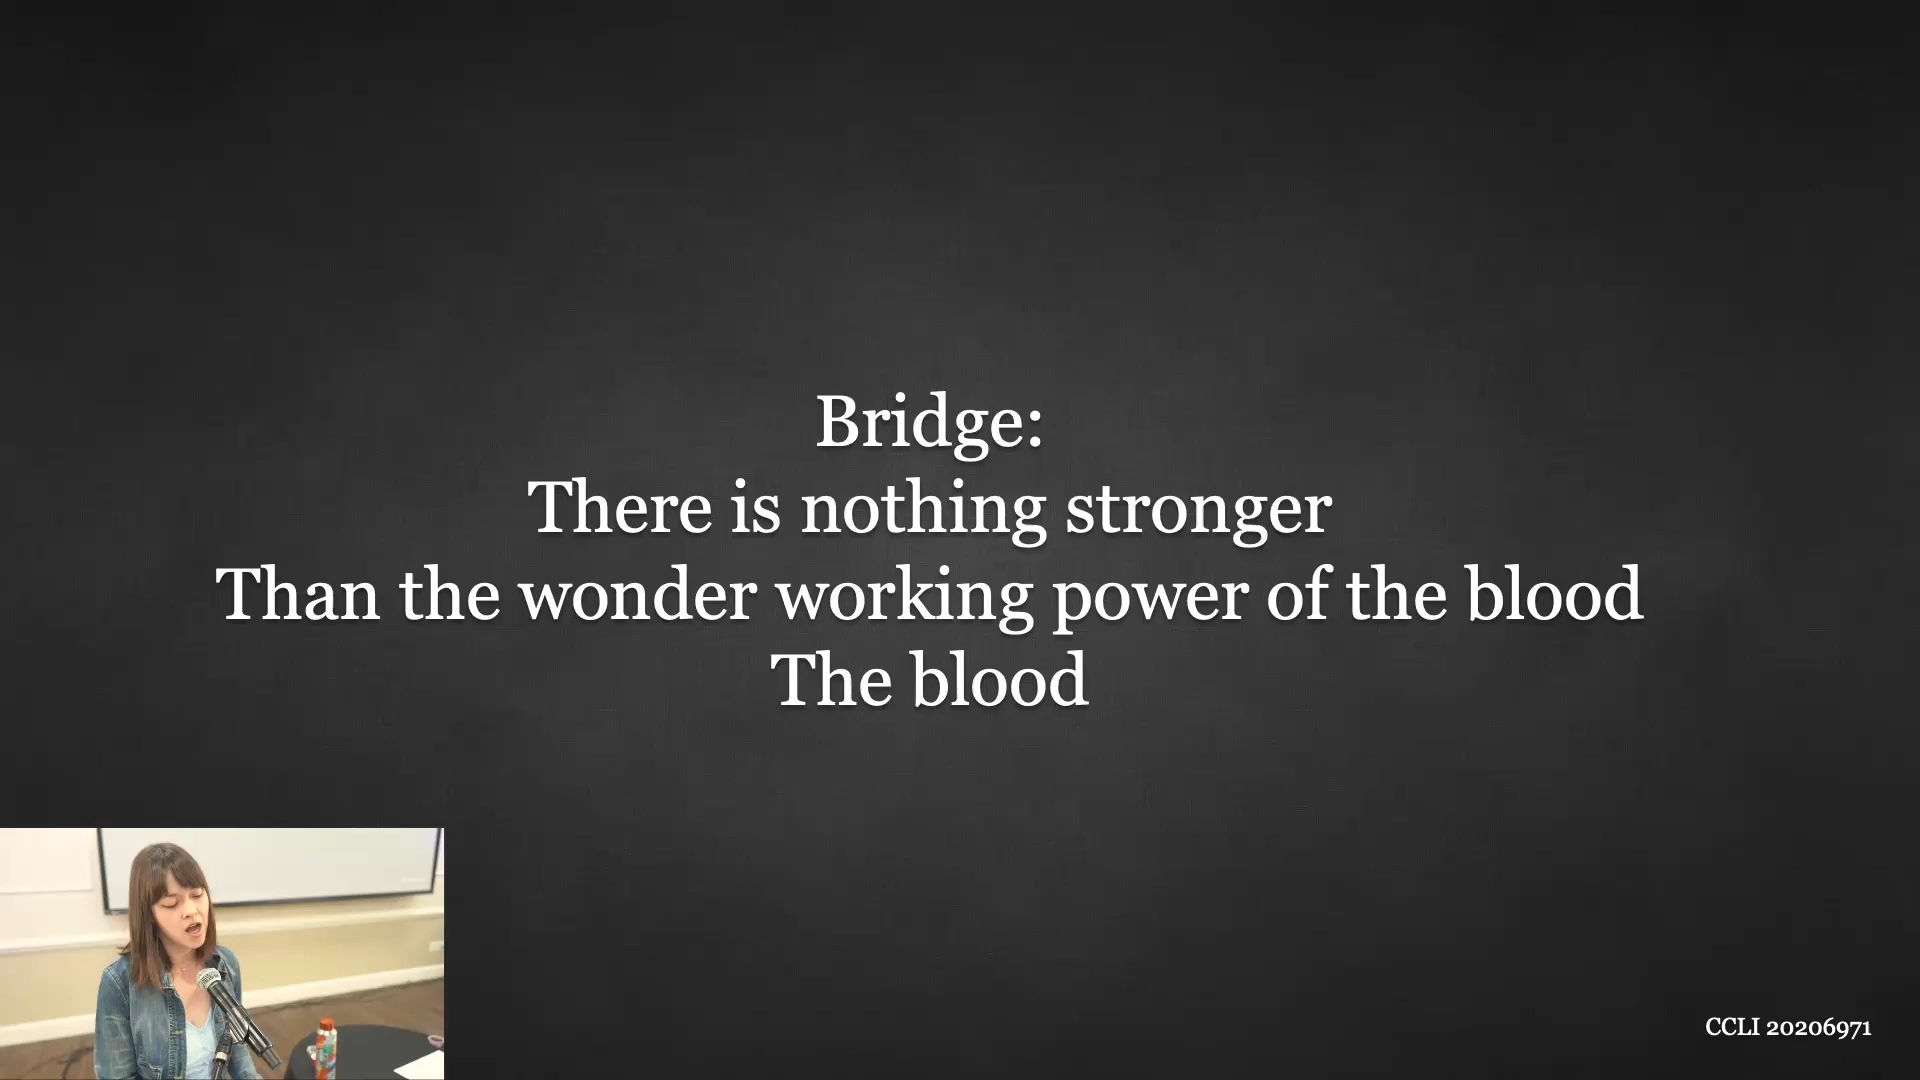 Bridge:
There is nothing stronger
Than the wonder working power of the blood
The blood
CCLI 20206971